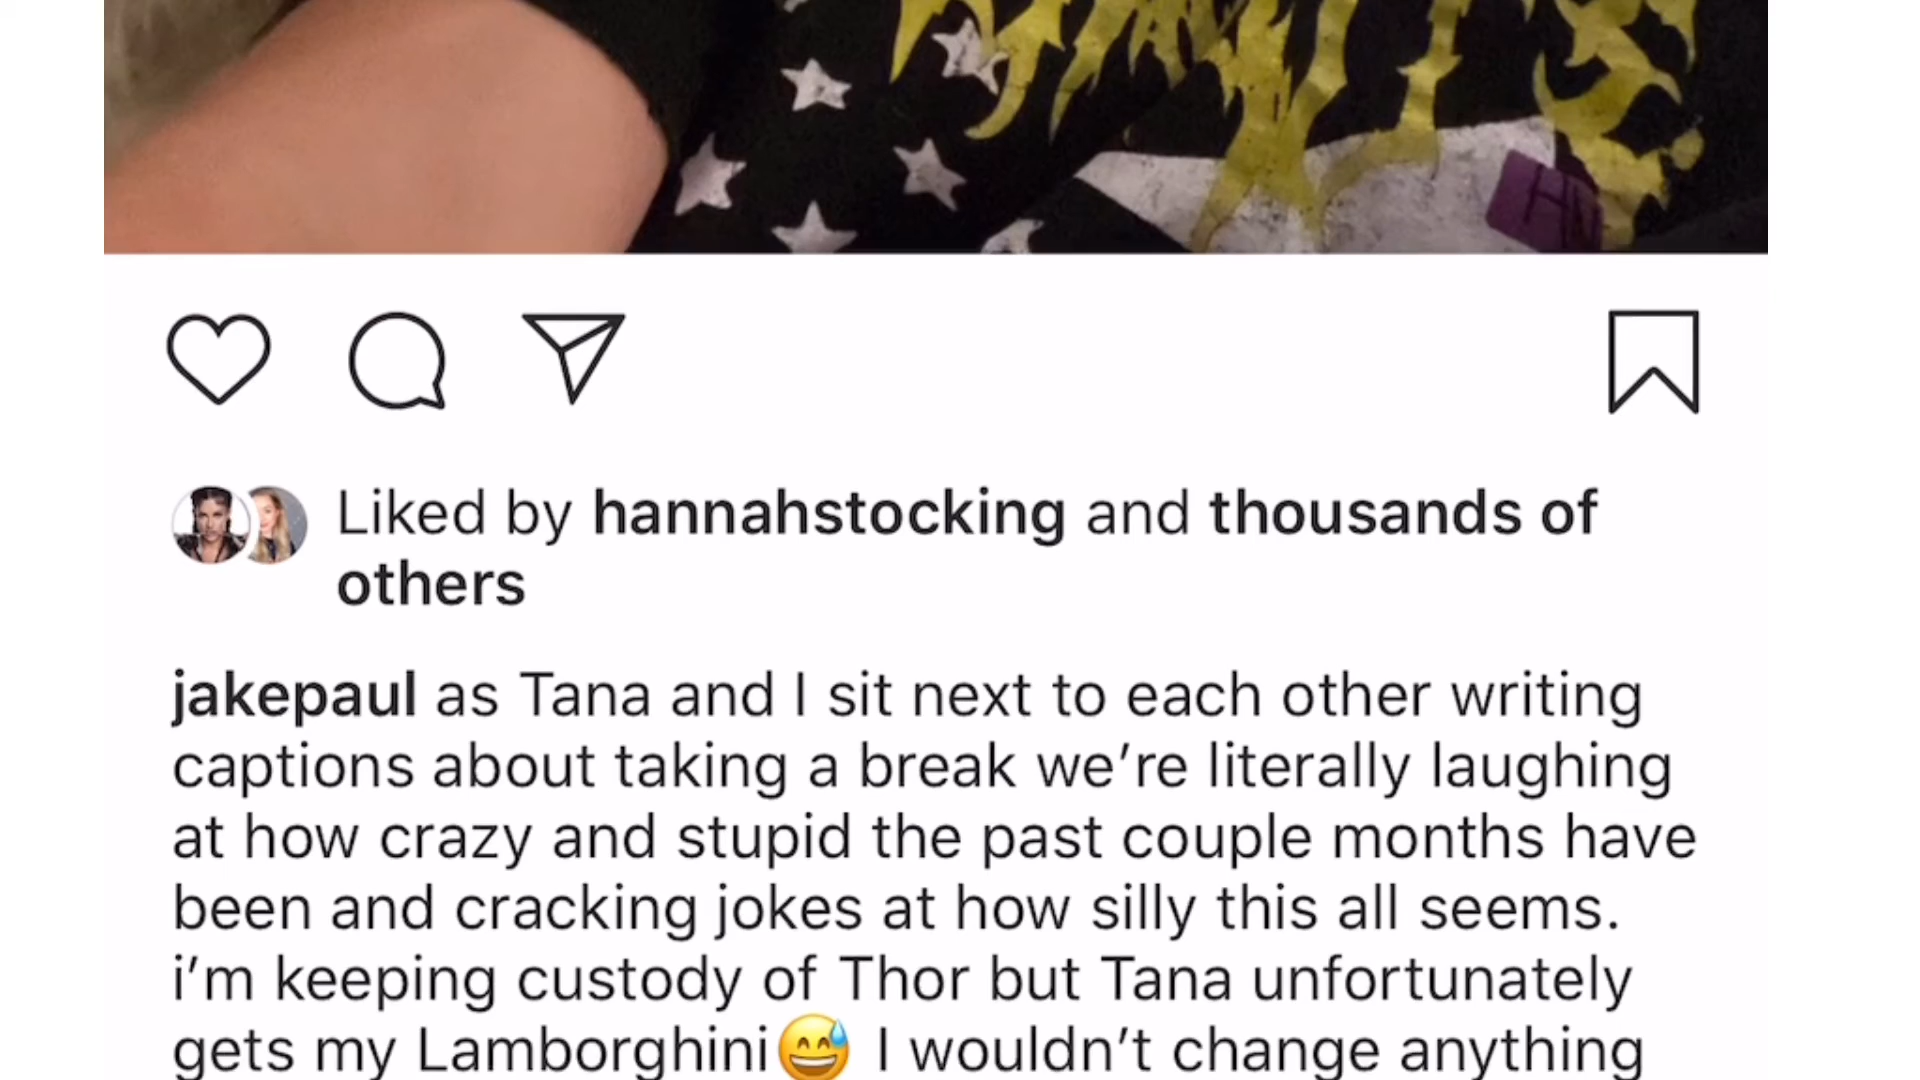 Liked by hannahstocking and thousands of
others
jakepaul as Tana and I sit next to each other writing
captions about taking a break we’re literally laughing
at how crazy and stupid the past couple months have
been and cracking jokes at how silly this all seems.
i’m keeping custody of Thor but Tana unfortunately
gets my Lamborghini😅 I wouldn’t change anything